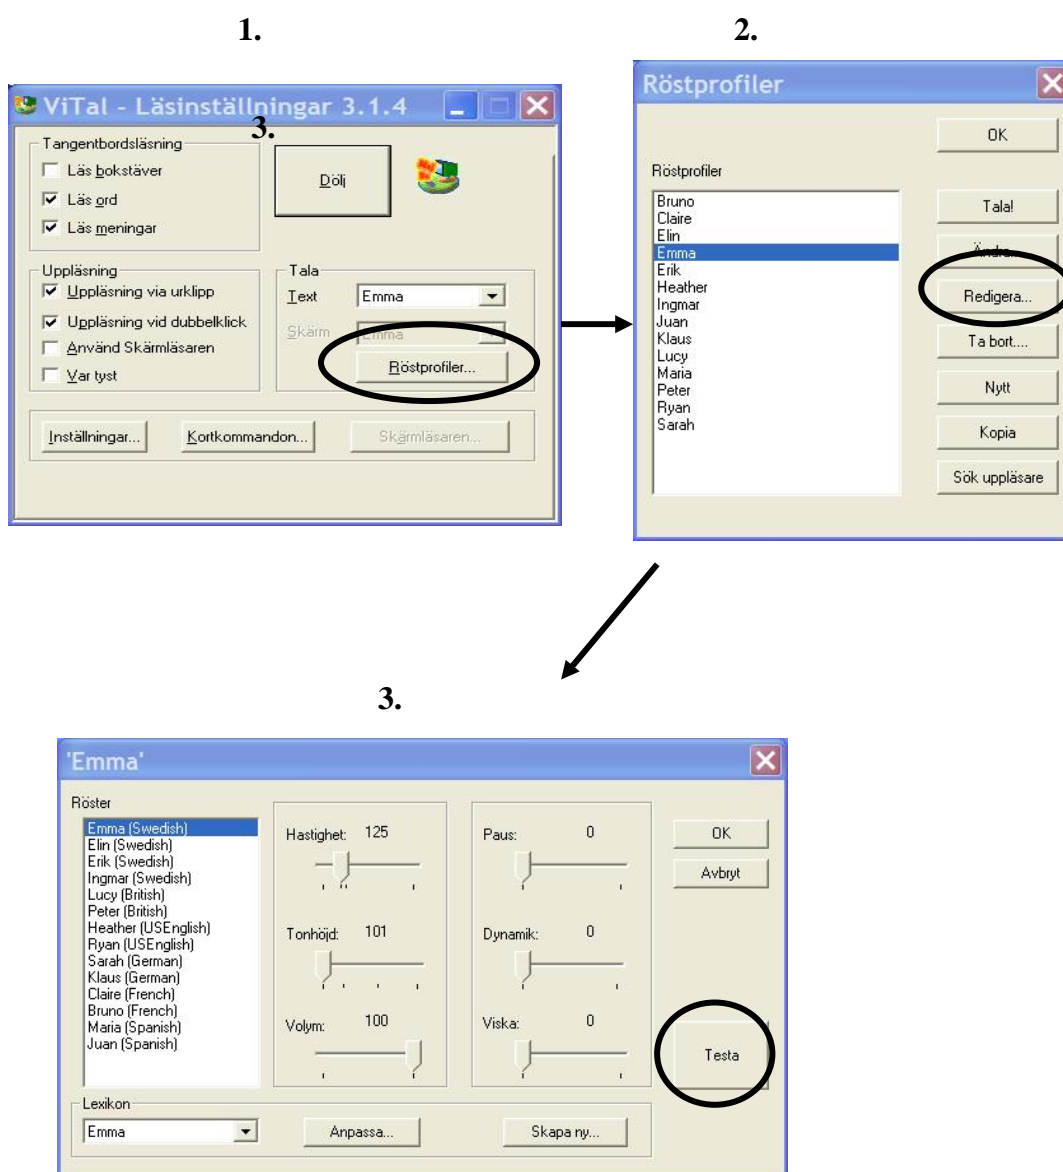 1.
2.
ViTal - Läsinställningar 3.1.4
3.
Tangentbordsläsning
Läs bokstäver
Läs ord
Läs meningar
Dölj
Uppläsning
Uppläsning via urklipp
Uppläsning vid dubbelklick
Använd Skärmläsaren
Var tyst
Tala
Text
Emma
Skärm
Emma
Röstprofiler...
Inställningar...
Kortkommandon...
Skärmläsaren...
Röstprofiler
OK
Röstprofiler
Bruno
Claire
Elin
Emma
Erik
Heather
Ingmar
Juan
Klaus
Lucy
Maria
Peter
Ryan
Sarah
Tala!
Ändra...
Redigera...
Ta bort....
Nytt
Kopia
Sök uppläsare
3.
'Emma'
Röster
Emma (Swedish)
Elin (Swedish)
Erik (Swedish)
Ingmar (Swedish)
Lucy (British)
Peter (British)
Heather (USEnglish)
Ryan (USEnglish)
Sarah (German)
Klaus (German)
Claire (French)
Bruno (French)
Maria (Spanish)
Juan (Spanish)
Hastighet: 125
Tonhöjd: 101
Volym: 100
Paus: 0
Dynamik: 0
Viska: 0
OK
Avbryt
Testa
Lexikon
Emma
Anpassa...
Skapa ny...